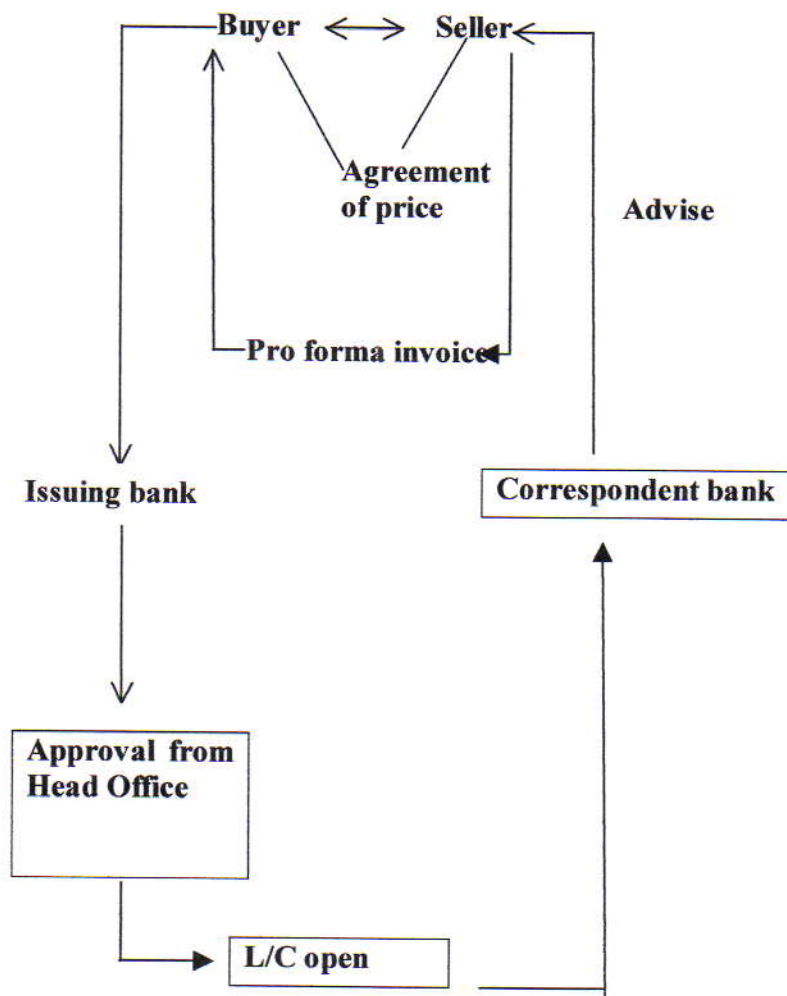 Buyer
Seller
Agreement
of price
Advise
Pro forma invoice
Issuing bank
Correspondent bank
Approval from
Head Office
L/C open